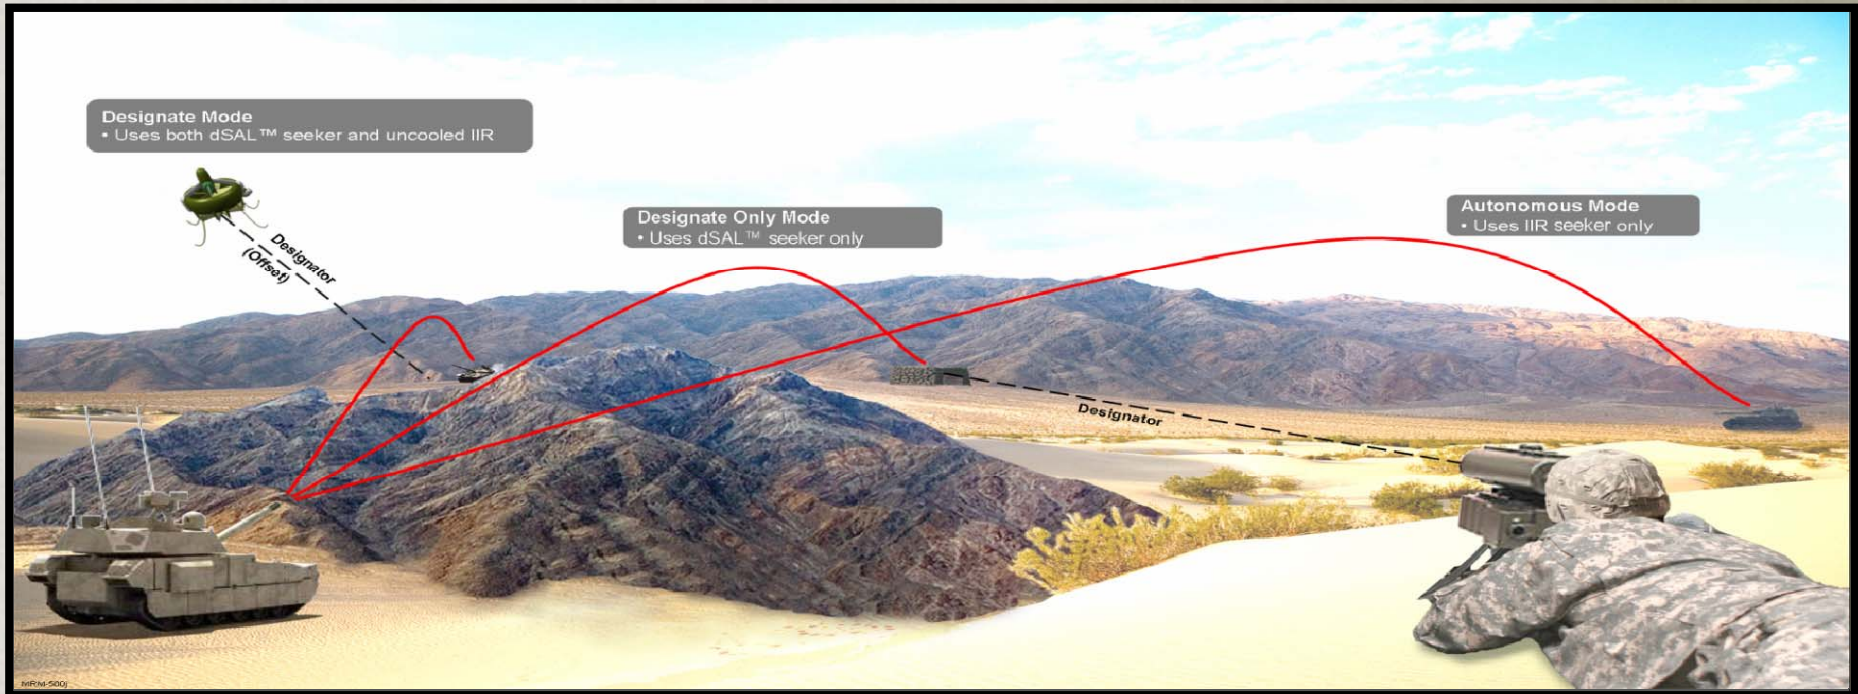 Designate Mode
• Uses both dSAL™ seeker and uncooled IIR
Designator
(Offset)
Designate Only Mode
• Uses dSAL™ seeker only
Autonomous Mode
• Uses IIR seeker only
Designator